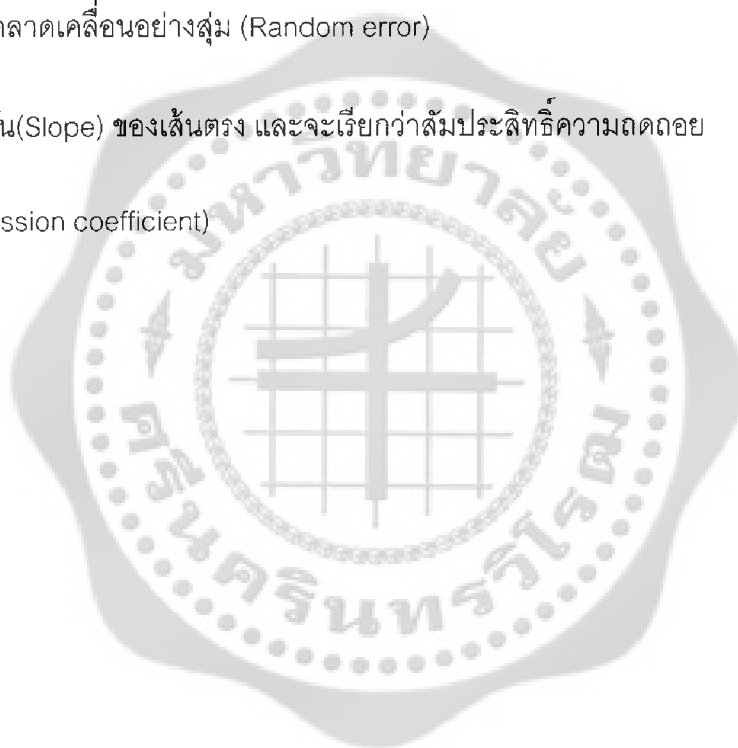 คลาดเคลื่อนอย่างสุ่ม (Random error)
(Slope) ของเส้นตรง และจะเรียกว่าสัมประสิทธิ์ความถดถอย
ssion coefficient)
มหาวิทยาลัย
ศรีนครินทรวิโรฒ